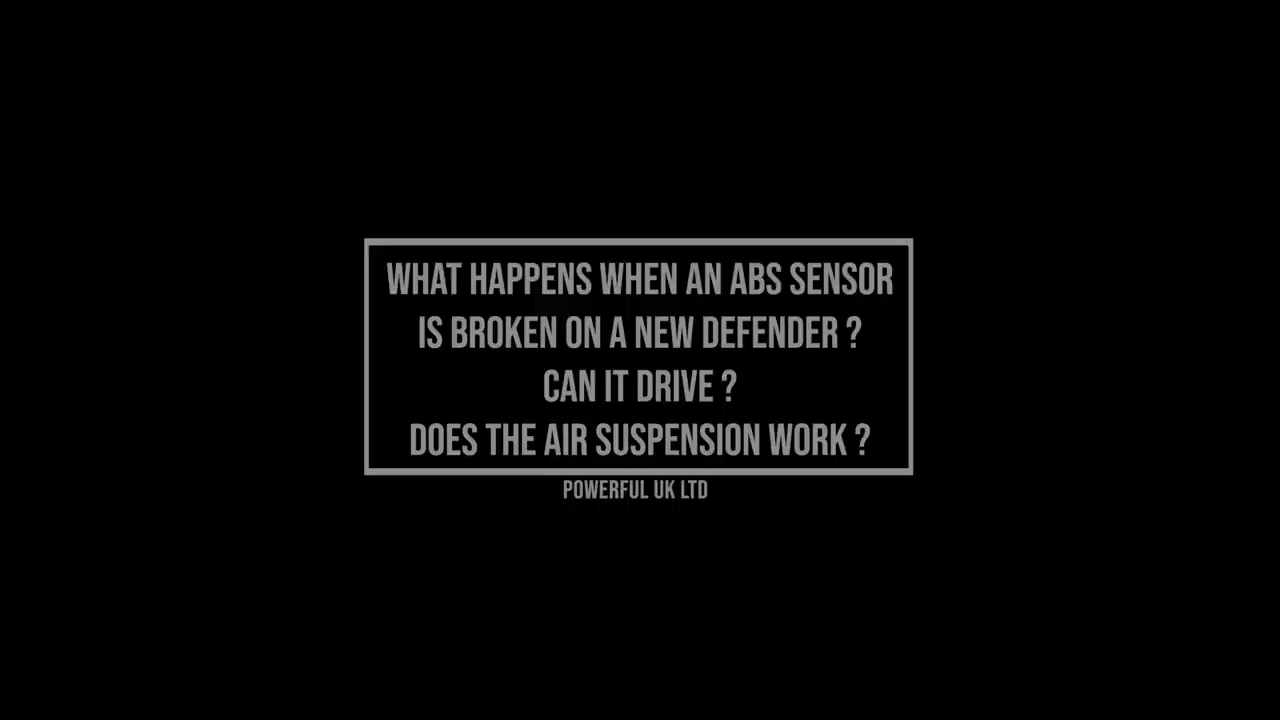 WHAT HAPPENS WHEN AN ABS SENSOR
IS BROKEN ON A NEW DEFENDER ?
CAN IT DRIVE ?
DOES THE AIR SUSPENSION WORK ?
POWERFUL UK LTD